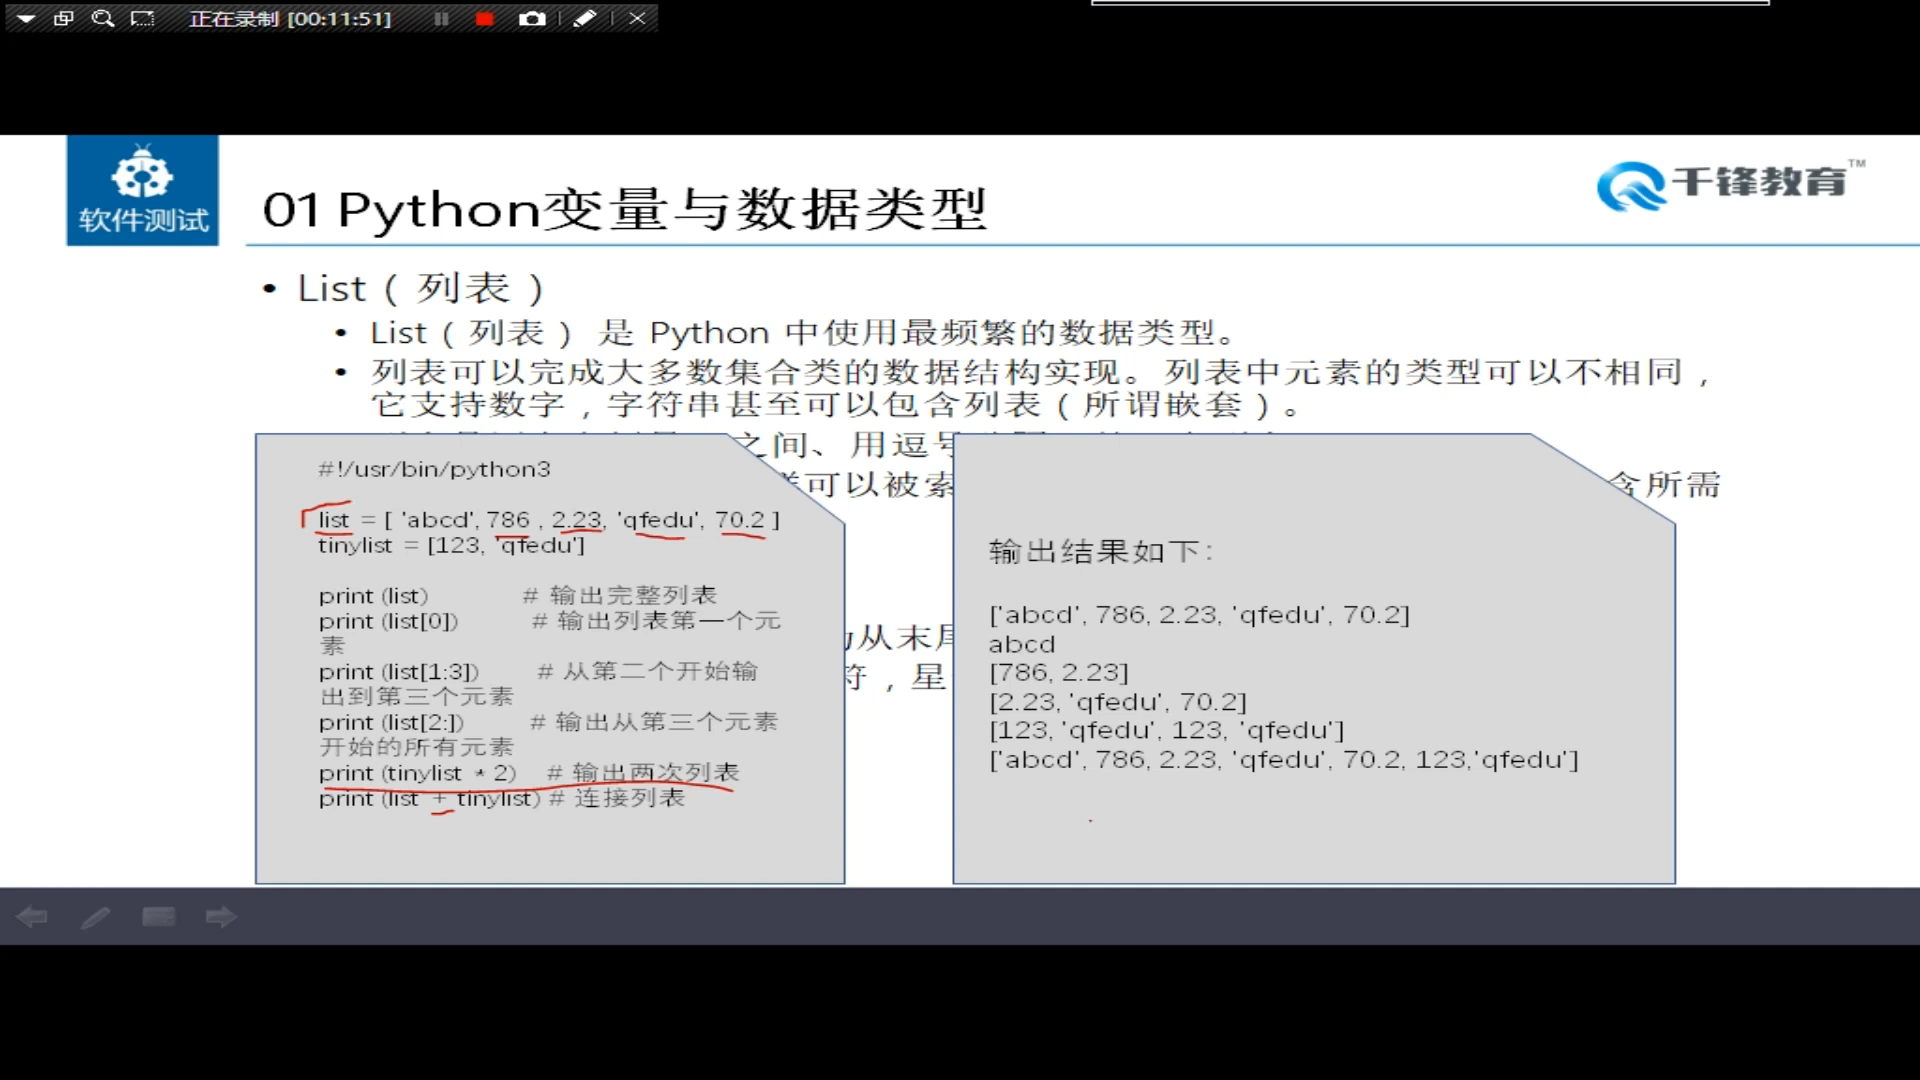 正在录制 [00:11:51]
软件测试
01 Python变量与数据类型
千锋教育™
• List（列表）
• List（列表） 是 Python 中使用最频繁的数据类型。
• 列表可以完成大多数集合类的数据结构实现。列表中元素的类型可以不相同，
它支持数字，字符串甚至可以包含列表（所谓嵌套）。
之间、用逗号
可以被索
含所需
从末尾
符，星
#!/usr/bin/python3
list = [ 'abcd', 786 , 2.23, 'qfedu', 70.2 ]
tinylist = [123, 'qfedu']
print (list) # 输出完整列表
print (list[0]) # 输出列表第一个元
素
print (list[1:3]) # 从第二个开始输
出到第三个元素
print (list[2:]) # 输出从第三个元素
开始的所有元素
print (tinylist * 2) # 输出两次列表
print (list + tinylist) # 连接列表
输出结果如下:
['abcd', 786, 2.23, 'qfedu', 70.2]
abcd
[786, 2.23]
[2.23, 'qfedu', 70.2]
[123, 'qfedu', 123, 'qfedu']
['abcd', 786, 2.23, 'qfedu', 70.2, 123,'qfedu']